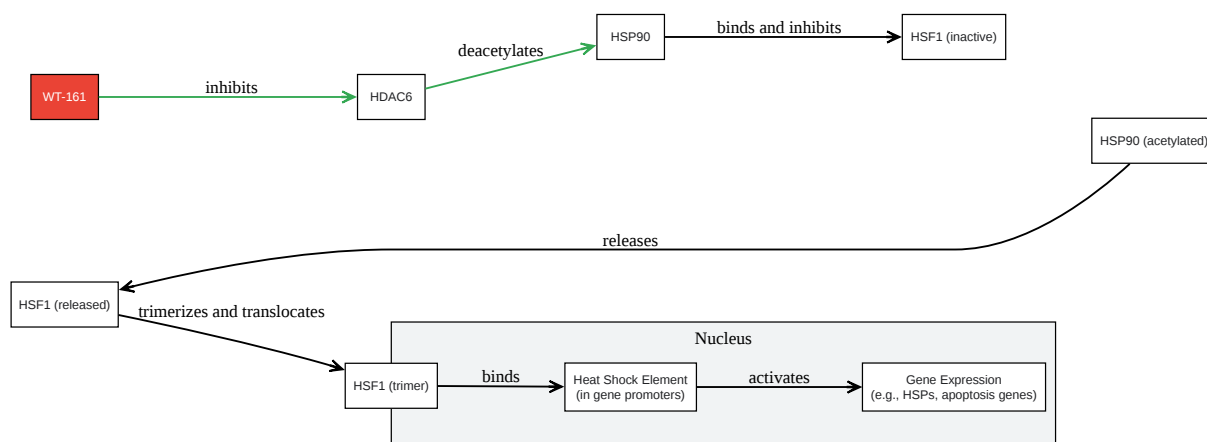 HSP90
binds and inhibits
HSF1 (inactive)
deacetylates
WT-161
inhibits
HDAC6
HSP90 (acetylated)
releases
HSF1 (released)
trimerizes and translocates
Nucleus
HSF1 (trimer)
binds
Heat Shock Element
(in gene promoters)
activates
Gene Expression
(e.g., HSPs, apoptosis genes)